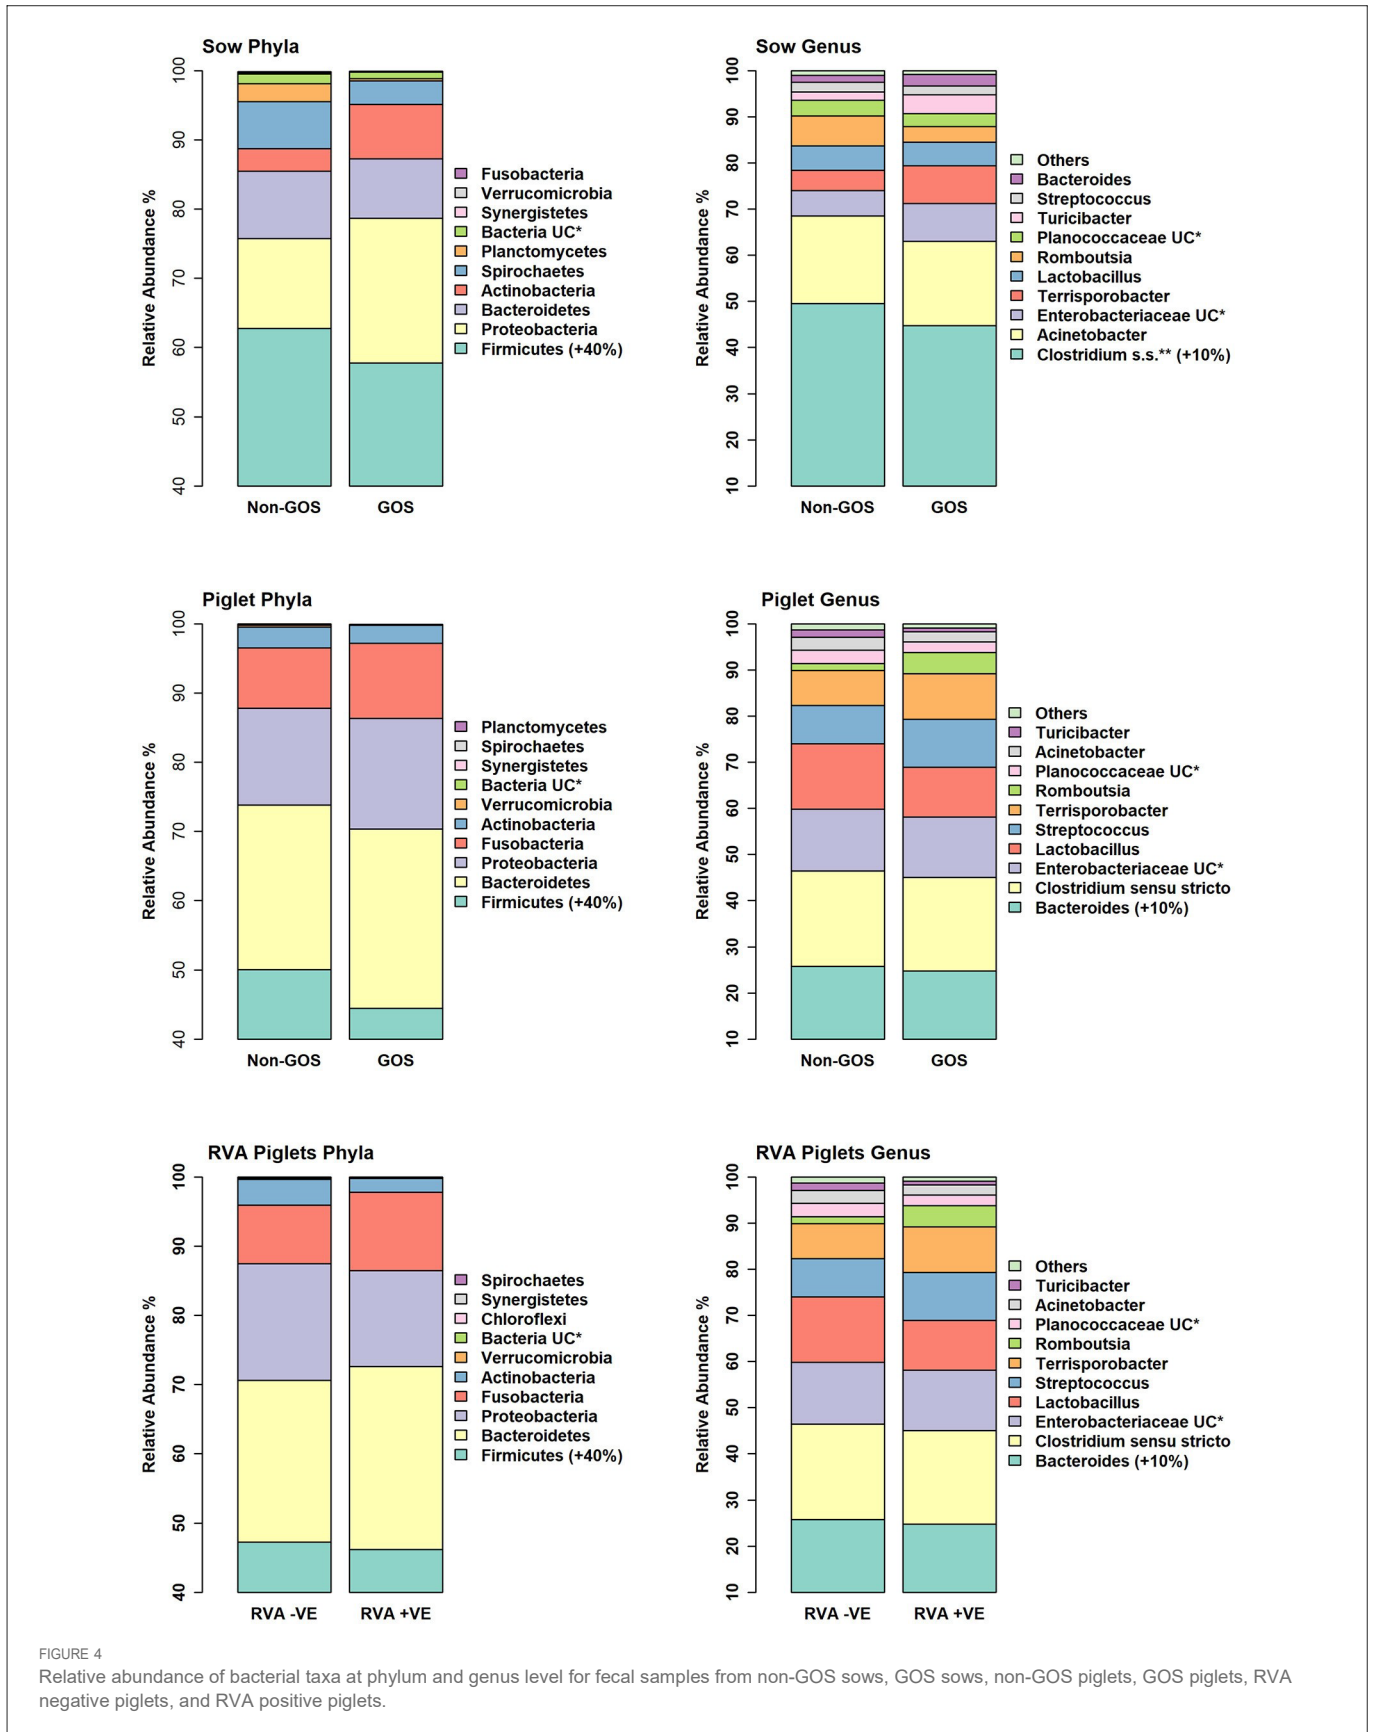 Sow Phyla
Relative Abundance %
100
90
80
70
60
50
40
Non-GOS
GOS
Fusobacteria
Verrucomicrobia
Synergistetes
Bacteria UC*
Planctomycetes
Spirochaetes
Actinobacteria
Bacteroidetes
Proteobacteria
Firmicutes (+40%)
Sow Genus
Relative Abundance %
100
90
80
70
60
50
40
30
20
10
Non-GOS
GOS
Others
Bacteroides
Streptococcus
Turicibacter
Planococcaceae UC*
Romboutsia
Lactobacillus
Terrisporobacter
Enterobacteriaceae UC*
Acinetobacter
Clostridium s.s.** (+10%)
Piglet Phyla
Relative Abundance %
100
90
80
70
60
50
40
Non-GOS
GOS
Planctomycetes
Spirochaetes
Synergistetes
Bacteria UC*
Verrucomicrobia
Actinobacteria
Fusobacteria
Proteobacteria
Bacteroidetes
Firmicutes (+40%)
Piglet Genus
Relative Abundance %
100
90
80
70
60
50
40
30
20
10
Non-GOS
GOS
Others
Turicibacter
Acinetobacter
Planococcaceae UC*
Romboutsia
Terrisporobacter
Streptococcus
Lactobacillus
Enterobacteriaceae UC*
Clostridium sensu stricto
Bacteroides (+10%)
RVA Piglets Phyla
Relative Abundance %
100
90
80
70
60
50
40
RVA -VE
RVA +VE
Spirochaetes
Synergistetes
Chloroflexi
Bacteria UC*
Verrucomicrobia
Actinobacteria
Fusobacteria
Proteobacteria
Bacteroidetes
Firmicutes (+40%)
RVA Piglets Genus
Relative Abundance %
100
90
80
70
60
50
40
30
20
10
RVA -VE
RVA +VE
Others
Turicibacter
Acinetobacter
Planococcaceae UC*
Romboutsia
Terrisporobacter
Streptococcus
Lactobacillus
Enterobacteriaceae UC*
Clostridium sensu stricto
Bacteroides (+10%)
FIGURE 4
Relative abundance of bacterial taxa at phylum and genus level for fecal samples from non-GOS sows, GOS sows, non-GOS piglets, GOS piglets, RVA
negative piglets, and RVA positive piglets.